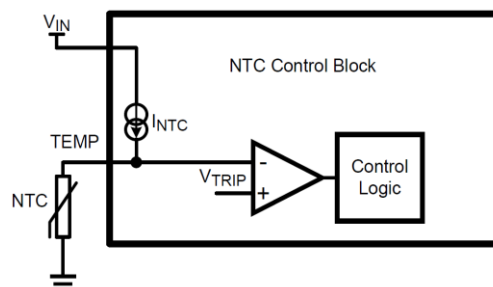 VIN
NTC Control Block
INTC
TEMP
VTRIP
-
+
NTC
Control
Logic